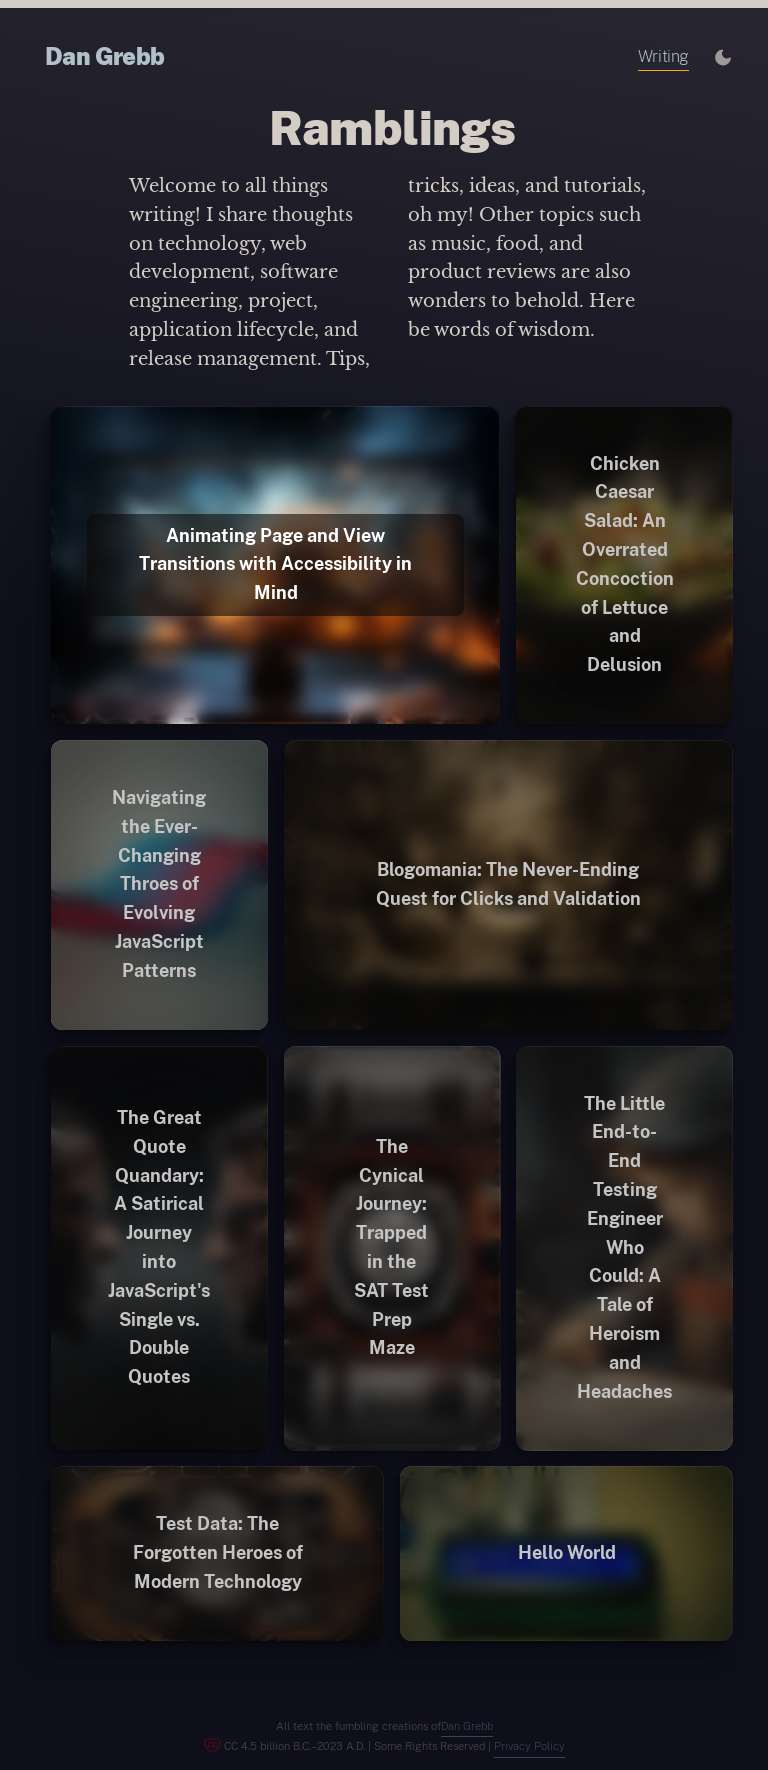 Dan Grebb
Writing
Ramblings
Welcome to all things
writing! I share thoughts
on technology, web
development, software
engineering, project,
application lifecycle, and
release management. Tips,
tricks, ideas, and tutorials,
oh my! Other topics such
as music, food, and
product reviews are also
wonders to behold. Here
be words of wisdom.
Animating Page and View
Transitions with Accessibility in
Mind
Chicken
Caesar
Salad: An
Overrated
Concoction
of Lettuce
and
Delusion
Navigating
the Ever-
Changing
Throes of
Evolving
JavaScript
Patterns
Blogomania: The Never-Ending
Quest for Clicks and Validation
The Great
Quote
Quandary:
A Satirical
Journey
into
JavaScript's
Single vs.
Double
Quotes
The
Cynical
Journey:
Trapped
in the
SAT Test
Prep
Maze
The Little
End-to-
End
Testing
Engineer
Who
Could: A
Tale of
Heroism
and
Headaches
Test Data: The
Forgotten Heroes of
Modern Technology
Hello World
All text the fumbling creations ofDan Grebb
CC 4.5 billion B.C.–2023 A.D. | Some Rights Reserved | Privacy Policy